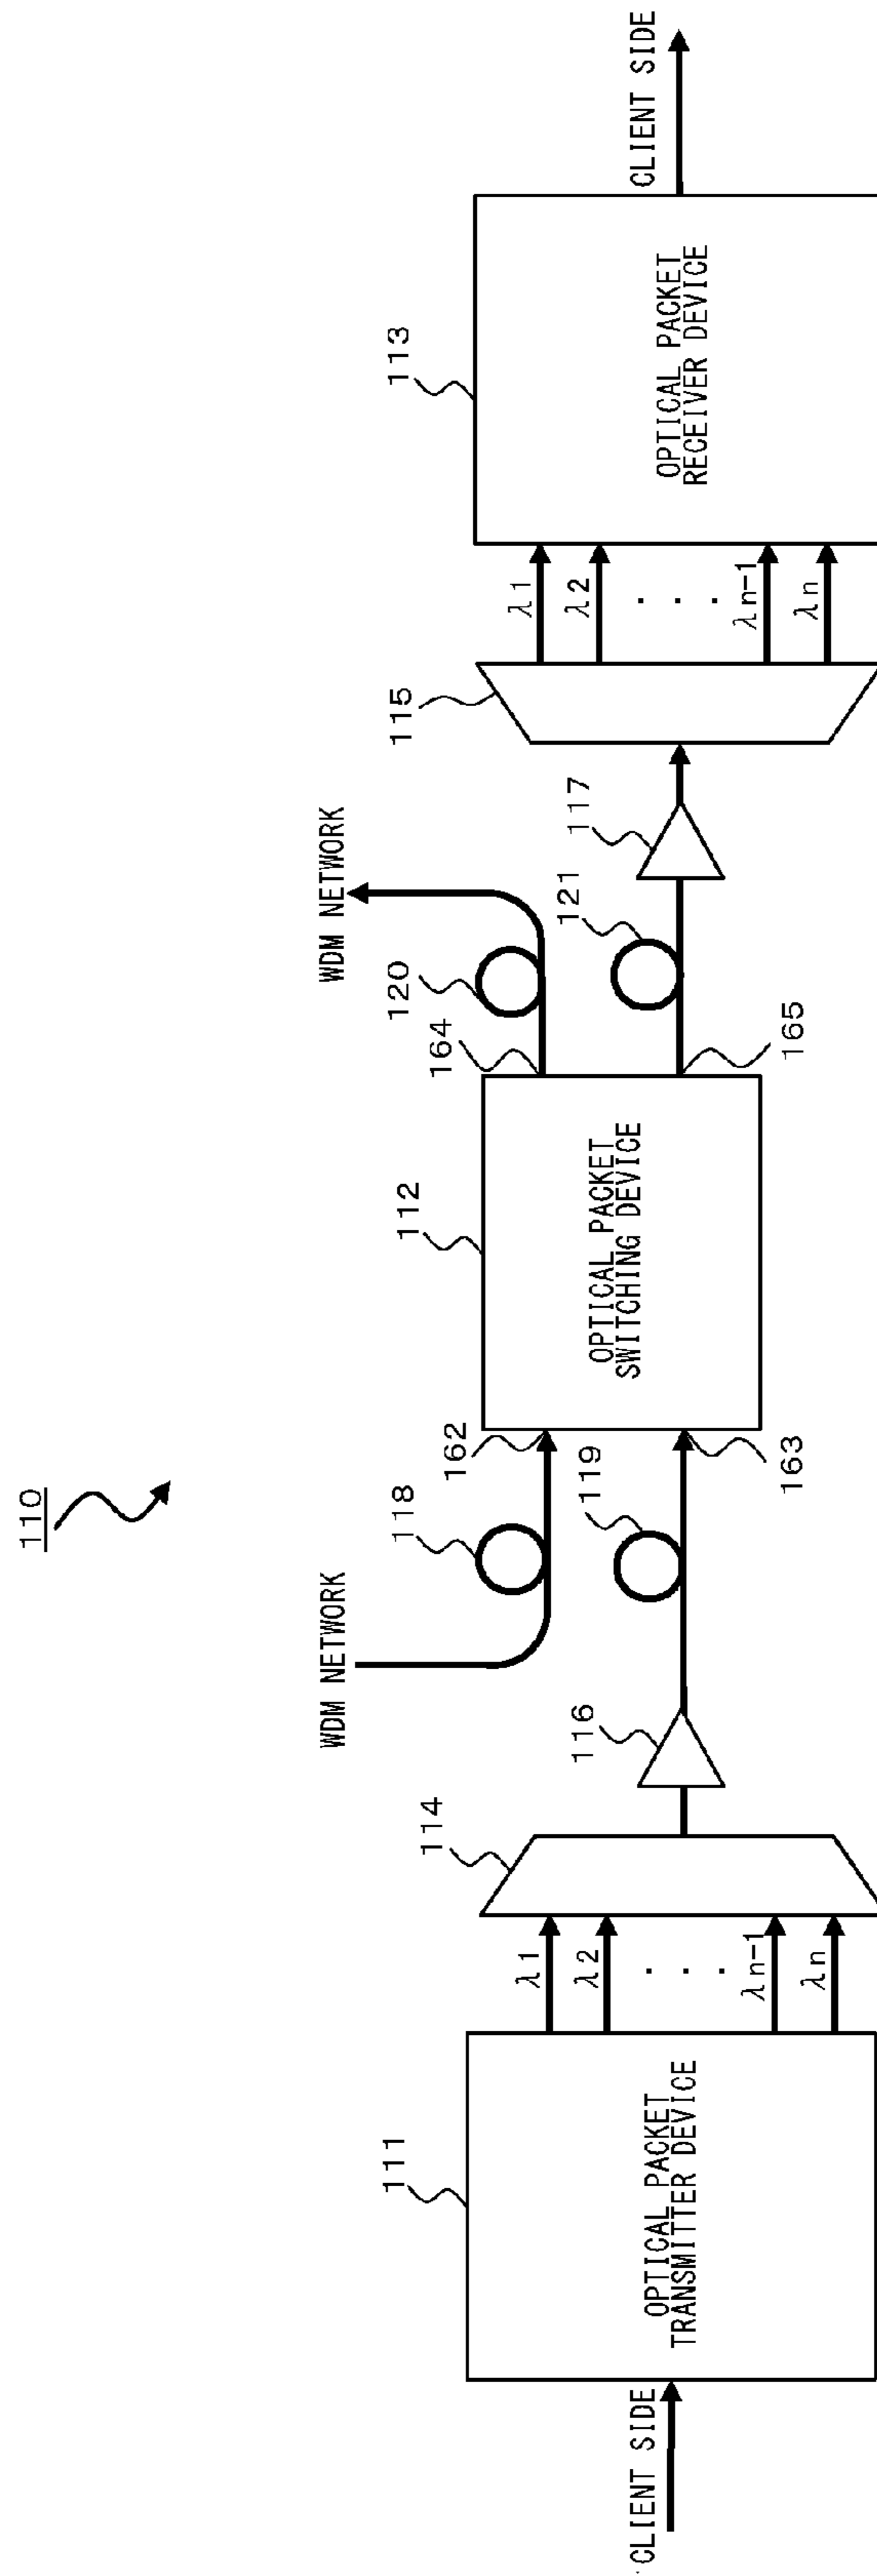 110
CLIENT SIDE
111
OPTICAL PACKET
TRANSMITTER DEVICE
λ1
λ2
. . .
λn-1
λn
114
116
WDM NETWORK
118
119
162
163
112
OPTICAL PACKET
SWITCHING DEVICE
164
165
120
121
WDM NETWORK
117
115
λ1
λ2
. . .
λn-1
λn
113
OPTICAL PACKET
RECEIVER DEVICE
CLIENT SIDE